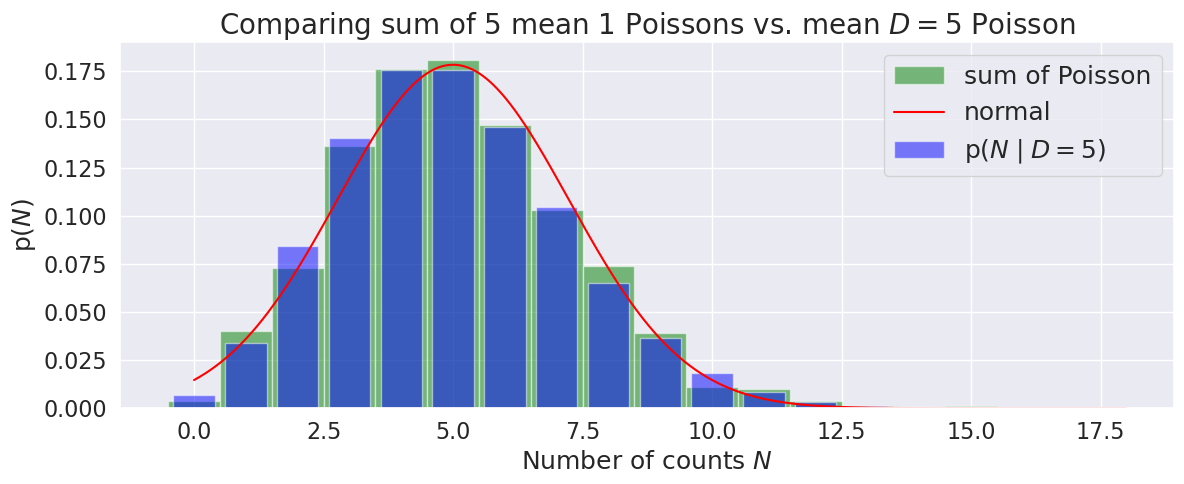 Comparing sum of 5 mean 1 Poissons vs. mean D = 5 Poisson
sum of Poisson
normal
p(N | D = 5)
p(N)
0.175
0.150
0.125
0.100
0.075
0.050
0.025
0.000
0.0 2.5 5.0 7.5 10.0 12.5 15.0 17.5
Number of counts N